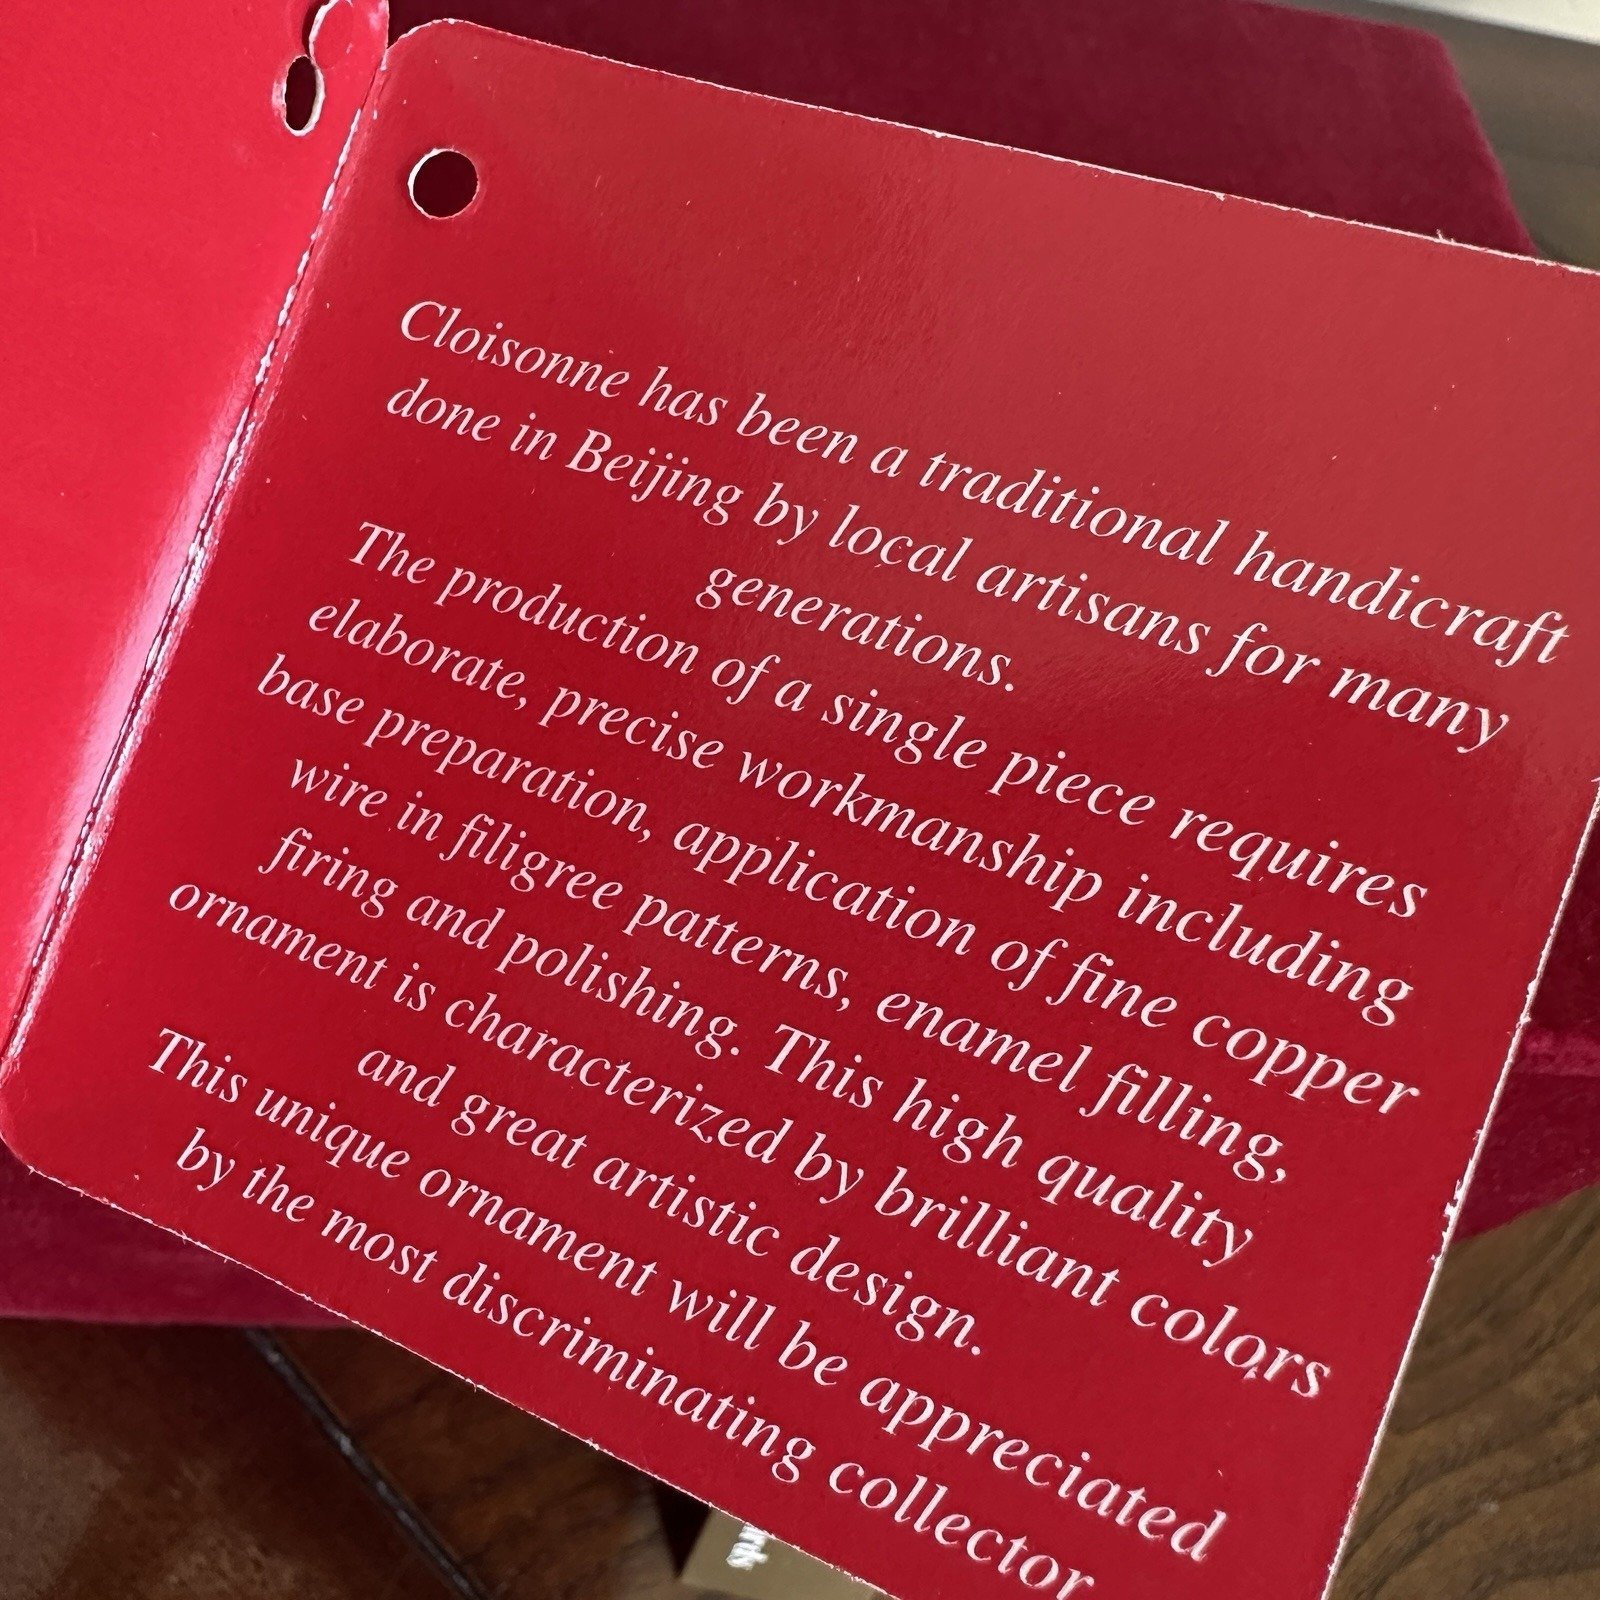 Cloisonne has been a traditional handicraft
done in Beijing by local artisans for many
generations.
The production of a single piece requires
elaborate, precise workmanship including
base preparation, application of fine copper
wire in filigree patterns, enamel filling,
firing and polishing. This high quality
ornament is characterized by brilliant colors
and great artistic design.
This unique ornament will be appreciated
by the most discriminating collector